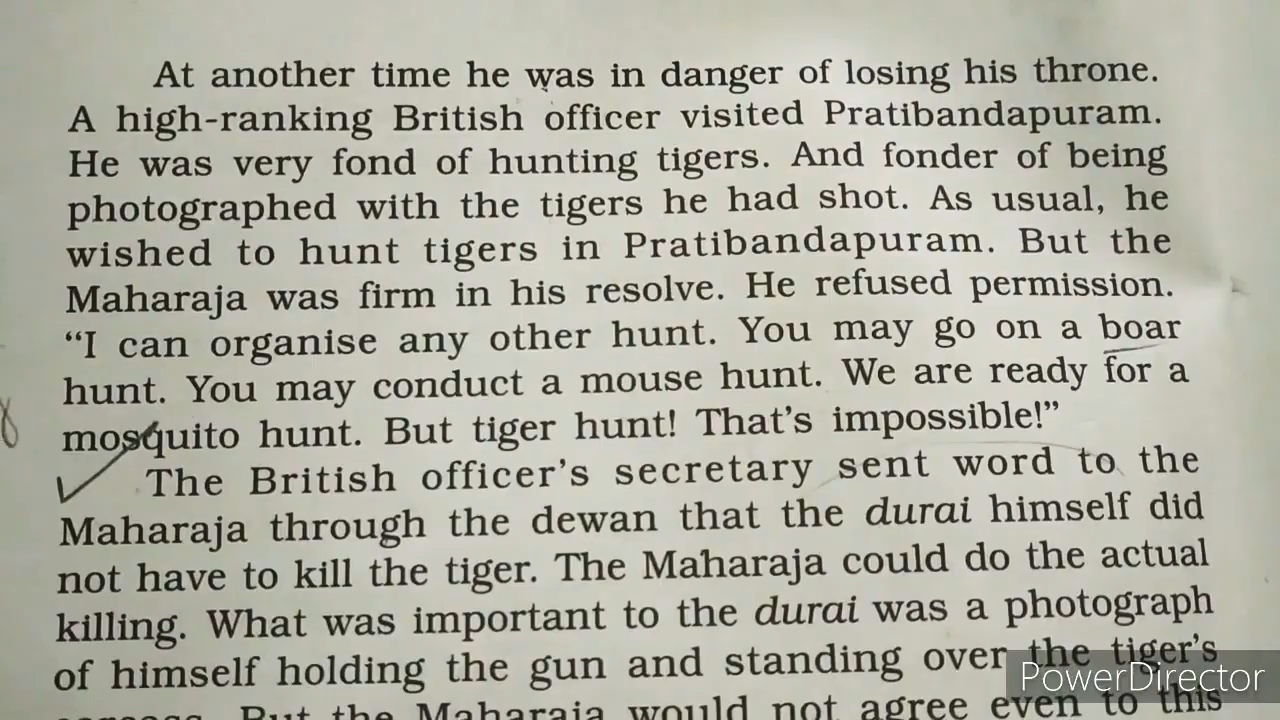 At another time he was in danger of losing his throne.
A high-ranking British officer visited Pratibandapuram.
He was very fond of hunting tigers. And fonder of being
photographed with the tigers he had shot. As usual, he
wished to hunt tigers in Pratibandapuram. But the
Maharaja was firm in his resolve. He refused permission.
“I can organise any other hunt. You may go on a boar
hunt. You may conduct a mouse hunt. We are ready for a
mosquito hunt. But tiger hunt! That’s impossible!”
The British officer’s secretary sent word to the
Maharaja through the dewan that the durai himself did
not have to kill the tiger. The Maharaja could do the actual
killing. What was important to the durai was a photograph
of himself holding the gun and standing over the tiger’s
But the Maharaja would not agree even to this
PowerDirector